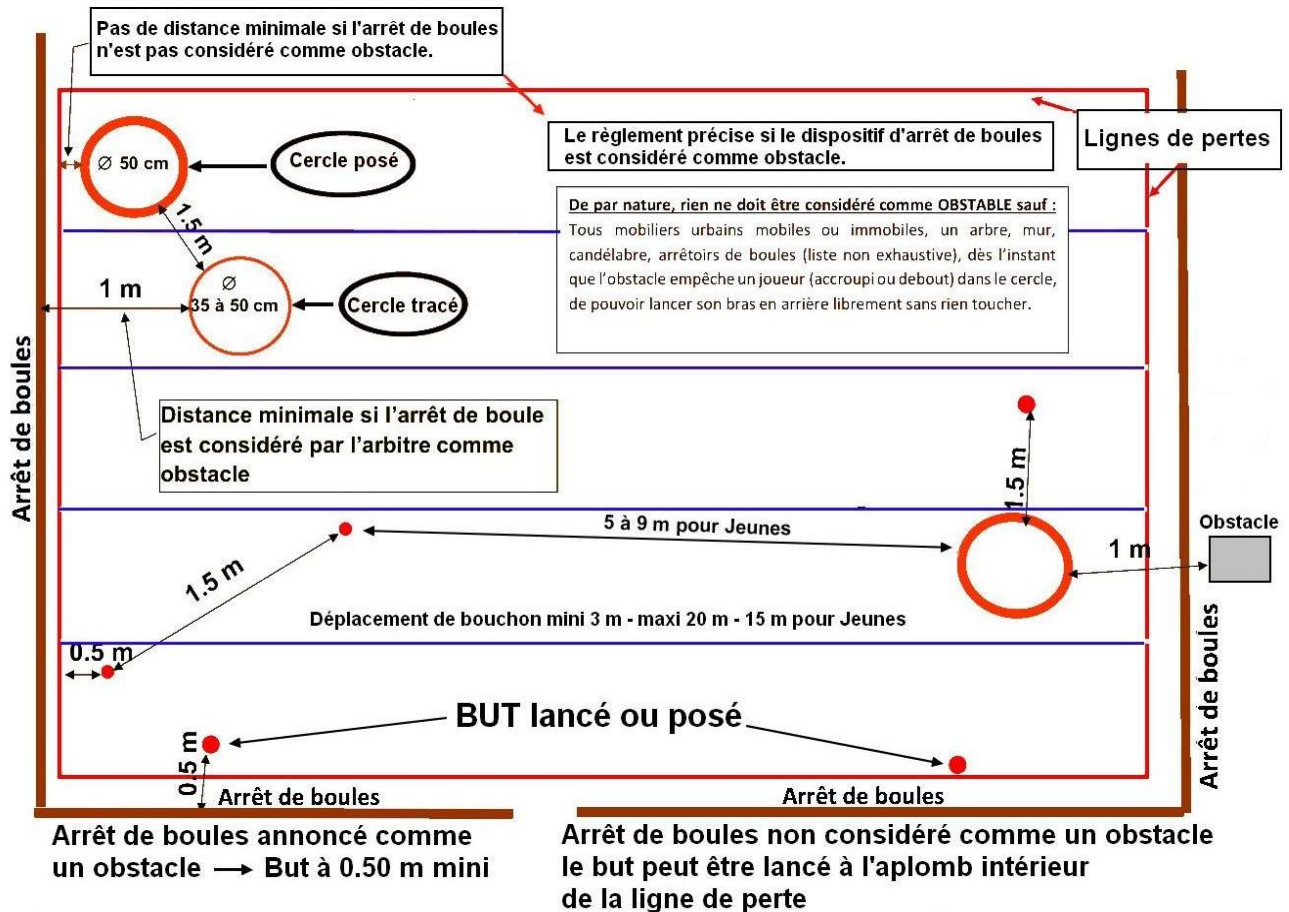 Pas de distance minimale si l'arrêt de boules
n'est pas considéré comme obstacle.
Le règlement précise si le dispositif d'arrêt de boules
est considéré comme obstacle.
Lignes de pertes
Ø 50 cm
Cercle posé
1.5 m
De par nature, rien ne doit être considéré comme OBSTABLE sauf :
Tous mobiliers urbains mobiles ou immobiles, un arbre, mur,
candélabre, arrêtoirs de boules (liste non exhaustive), dès l'instant
que l'obstacle empêche un joueur (accroupi ou debout) dans le cercle,
de pouvoir lancer son bras en arrière librement sans rien toucher.
1 m
Ø
35 à 50 cm
Cercle tracé
Arrêt de boules
Distance minimale si l'arrêt de boule
est considéré par l'arbitre comme
obstacle
1.5 m
5 à 9 m pour Jeunes
Obstacle
1 m
1.5 m
Déplacement de bouchon mini 3 m - maxi 20 m - 15 m pour Jeunes
0.5 m
Arrêt de boules
BUT lancé ou posé
0.5 m
Arrêt de boules
Arrêt de boules
Arrêt de boules annoncé comme
un obstacle → But à 0.50 m mini
Arrêt de boules non considéré comme un obstacle
le but peut être lancé à l'aplomb intérieur
de la ligne de perte